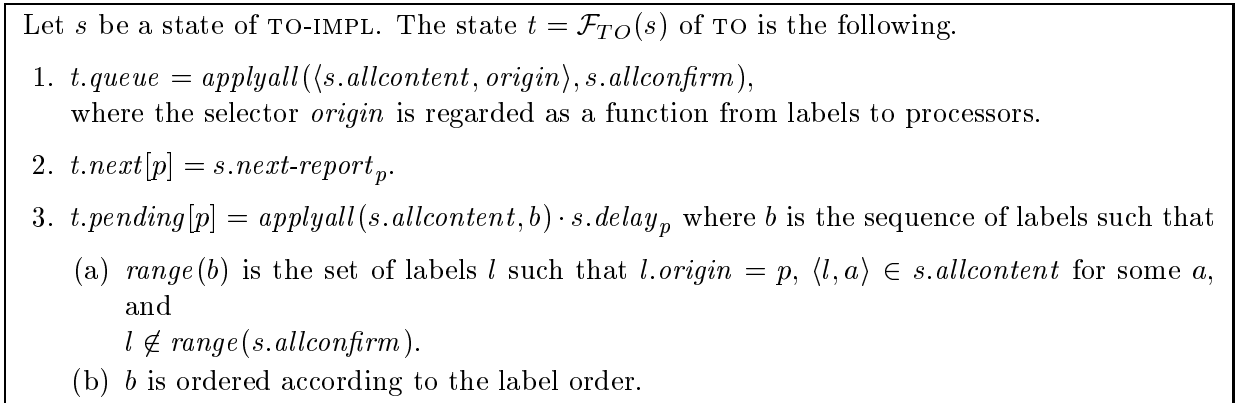 Let s be a state of TO-IMPL. The state t = 𝓕_TO(s) of TO is the following.
1. t.queue = applyall(⟨s.allcontent, origin⟩, s.allconfirm),
where the selector origin is regarded as a function from labels to processors.
2. t.next[p] = s.next-report_p.
3. t.pending[p] = applyall(s.allcontent, b) · s.delay_p where b is the sequence of labels such that
(a) range(b) is the set of labels l such that l.origin = p, ⟨l, a⟩ ∈ s.allcontent for some a,
and
l ∉ range(s.allconfirm).
(b) b is ordered according to the label order.